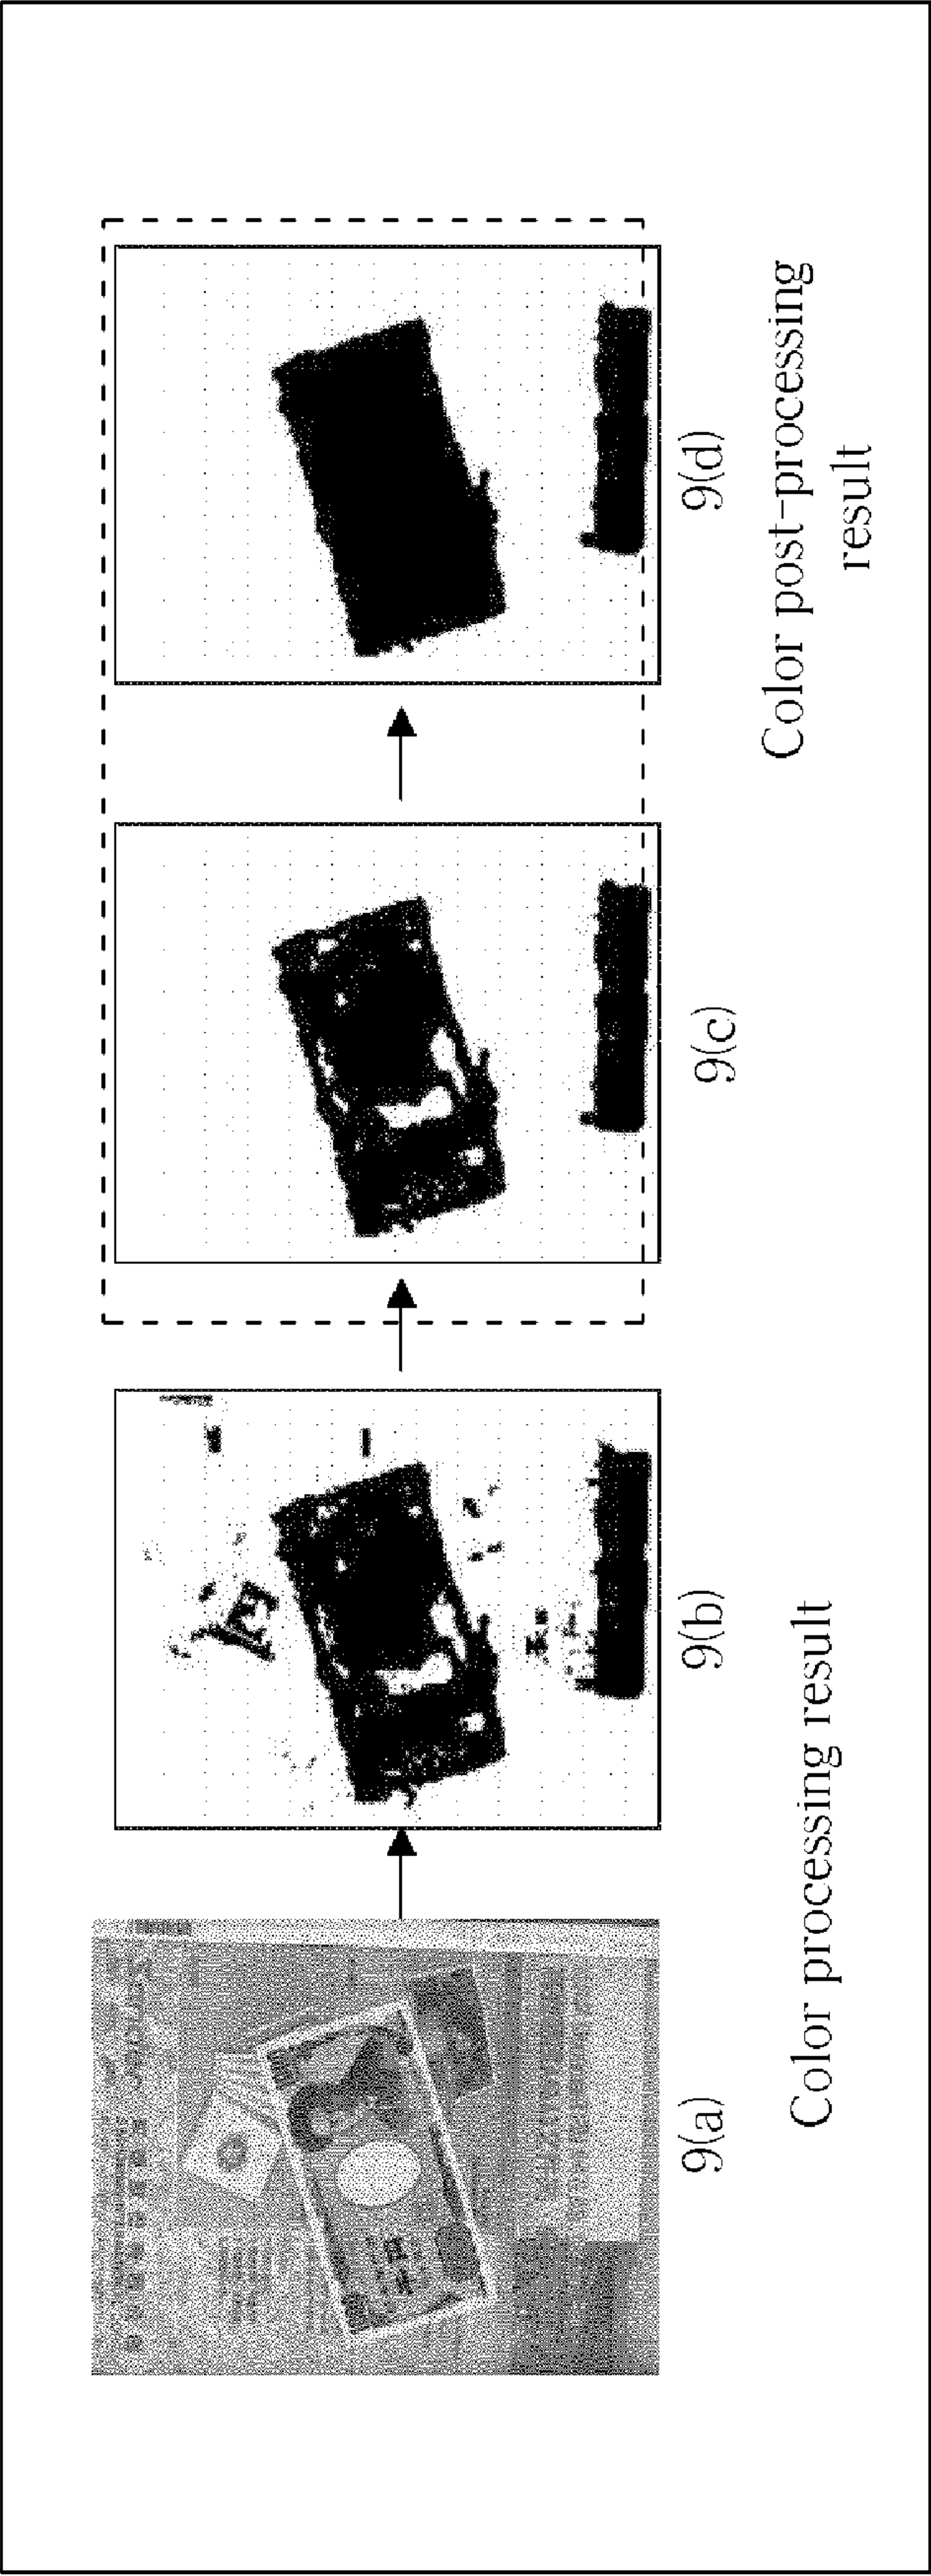 9(a)
9(b)
9(c)
9(d)
Color processing result
Color post-processing
result